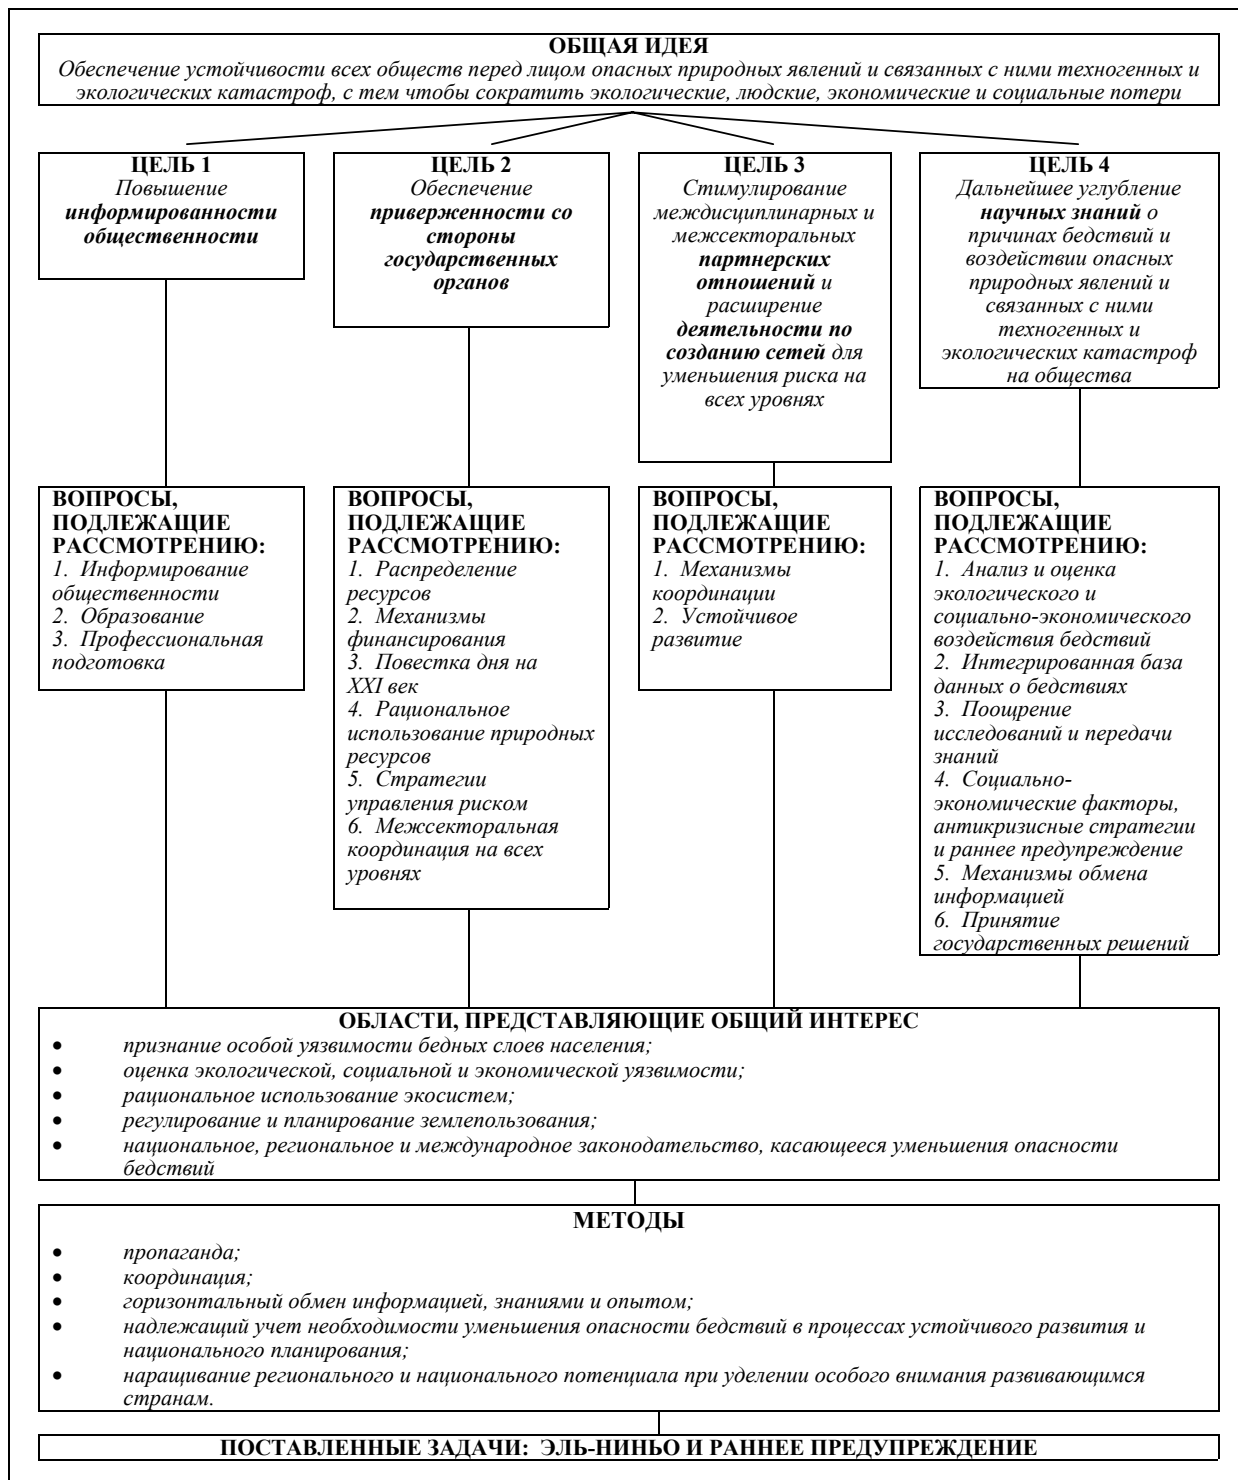 ОБЩАЯ ИДЕЯ
Обеспечение устойчивости всех обществ перед лицом опасных природных явлений и связанных с ними техногенных и
экологических катастроф, с тем чтобы сократить экологические, людские, экономические и социальные потери
ЦЕЛЬ 1
Повышение
информированности
общественности
ЦЕЛЬ 2
Обеспечение
приверженности со
стороны
государственных
органов
ЦЕЛЬ 3
Стимулирование
междисциплинарных и
межсекторальных
партнерских
отношений и
расширение
деятельности по
созданию сетей для
уменьшения риска на
всех уровнях
ЦЕЛЬ 4
Дальнейшее углубление
научных знаний о
причинах бедствий и
воздействии опасных
природных явлений и
связанных с ними
техногенных и
экологических катастроф
на общества
ВОПРОСЫ,
ПОДЛЕЖАЩИЕ
РАССМОТРЕНИЮ:
1. Информирование
общественности
2. Образование
3. Профессиональная
подготовка
ВОПРОСЫ,
ПОДЛЕЖАЩИЕ
РАССМОТРЕНИЮ:
1. Распределение
ресурсов
2. Механизмы
финансирования
3. Повестка дня на
XXI век
4. Рациональное
использование природных
ресурсов
5. Стратегии
управления риском
6. Межсекторальная
координация на всех
уровнях
ВОПРОСЫ,
ПОДЛЕЖАЩИЕ
РАССМОТРЕНИЮ:
1. Механизмы
координации
2. Устойчивое
развитие
ВОПРОСЫ,
ПОДЛЕЖАЩИЕ
РАССМОТРЕНИЮ:
1. Анализ и оценка
экологического и
социально-экономического
воздействия бедствий
2. Интегрированная база
данных о бедствиях
3. Поощрение
исследований и передачи
знаний
4. Социально-
экономические факторы,
антикризисные стратегии
и раннее предупреждение
5. Механизмы обмена
информацией
6. Принятие
государственных решений
ОБЛАСТИ, ПРЕДСТАВЛЯЮЩИЕ ОБЩИЙ ИНТЕРЕС
• признание особой уязвимости бедных слоев населения;
• оценка экологической, социальной и экономической уязвимости;
• рациональное использование экосистем;
• регулирование и планирование землепользования;
• национальное, региональное и международное законодательство, касающееся уменьшения опасности
бедствий
МЕТОДЫ
• пропаганда;
• координация;
• горизонтальный обмен информацией, знаниями и опытом;
• надлежащий учет необходимости уменьшения опасности бедствий в процессах устойчивого развития и
национального планирования;
• наращивание регионального и национального потенциала при уделении особого внимания развивающимся
странам.
ПОСТАВЛЕННЫЕ ЗАДАЧИ: ЭЛЬ-НИНЬО И РАННЕЕ ПРЕДУПРЕЖДЕНИЕ